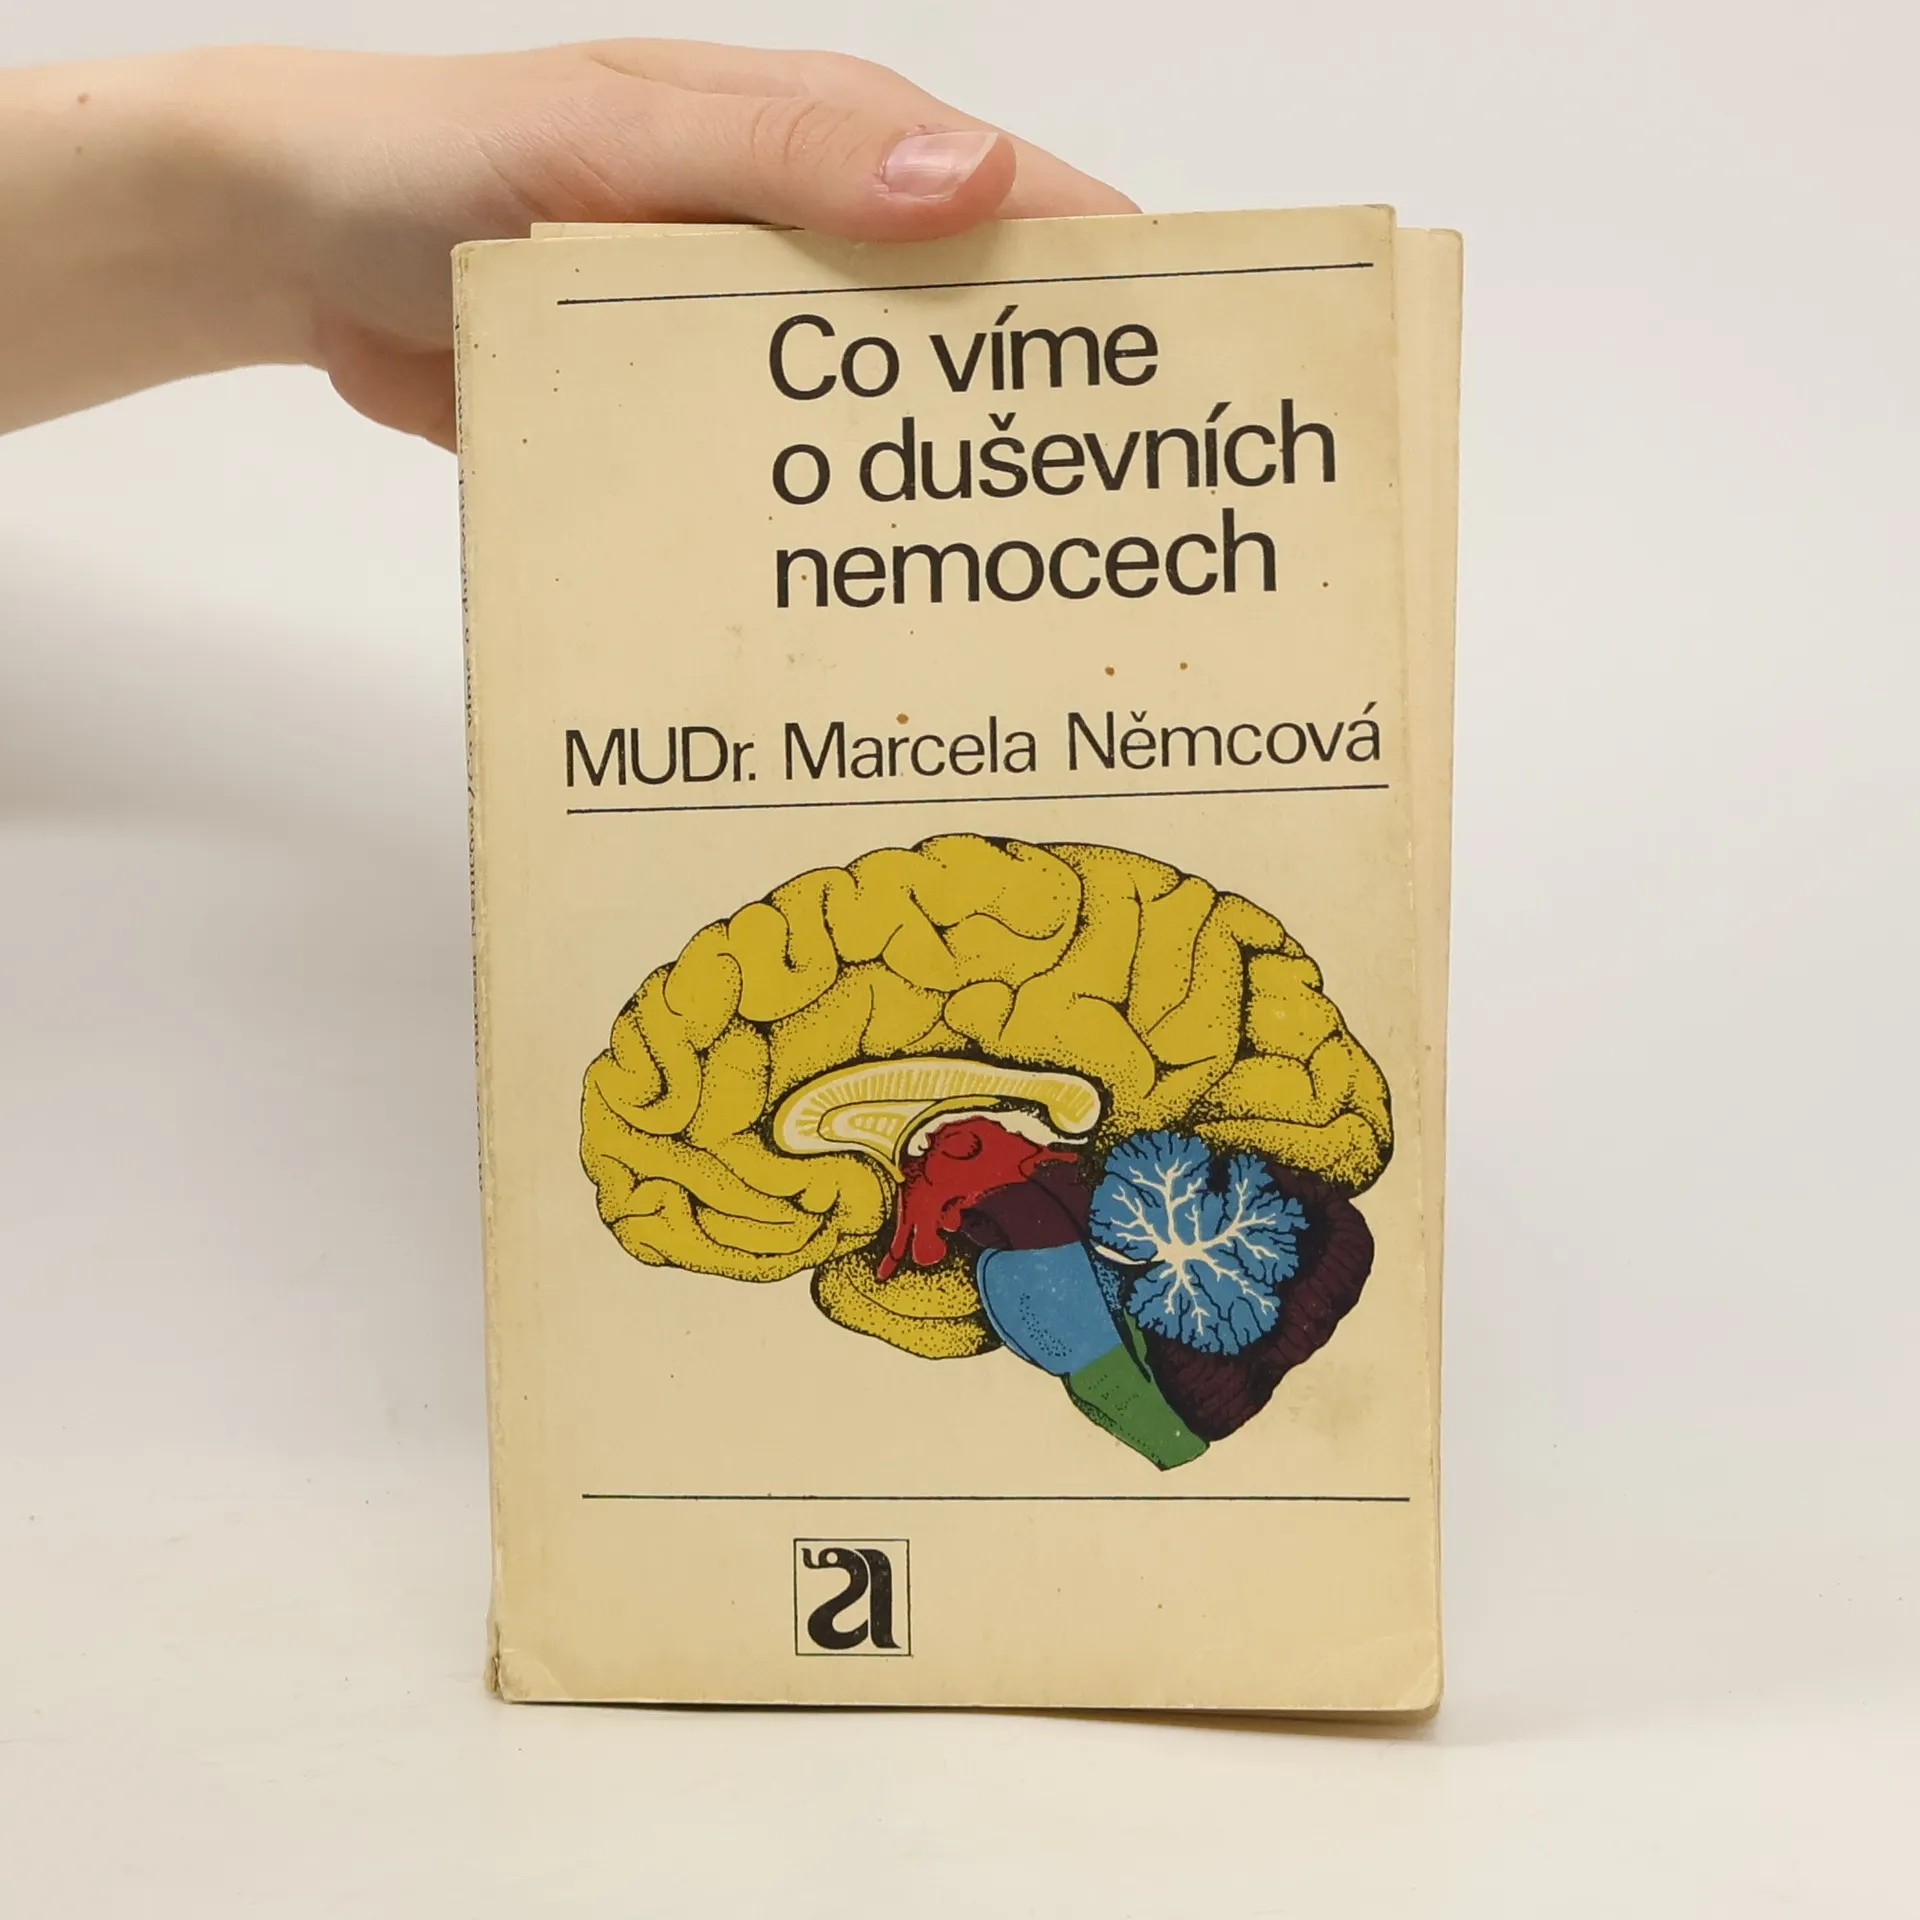 Co víme
o duševních
nemocech
MUDr. Marcela Němcová